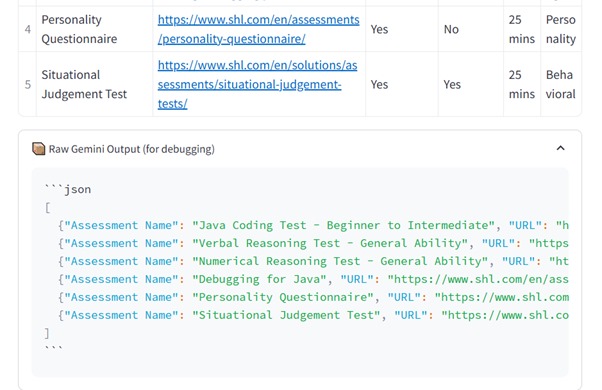 4 Personality Questionnaire https://www.shl.com/en/assessments/personality-questionnaire/ Yes No 25 mins Personality
5 Situational Judgement Test https://www.shl.com/en/solutions/assessments/situational-judgement-tests/ Yes Yes 25 mins Behavioral
Raw Gemini Output (for debugging)
```json
[
{"Assessment Name": "Java Coding Test - Beginner to Intermediate", "URL": "h
{"Assessment Name": "Verbal Reasoning Test - General Ability", "URL": "https
{"Assessment Name": "Numerical Reasoning Test - General Ability", "URL": "ht
{"Assessment Name": "Debugging for Java", "URL": "https://www.shl.com/en/ass
{"Assessment Name": "Personality Questionnaire", "URL": "https://www.shl.com
{"Assessment Name": "Situational Judgement Test", "URL": "https://www.shl.co
]
```